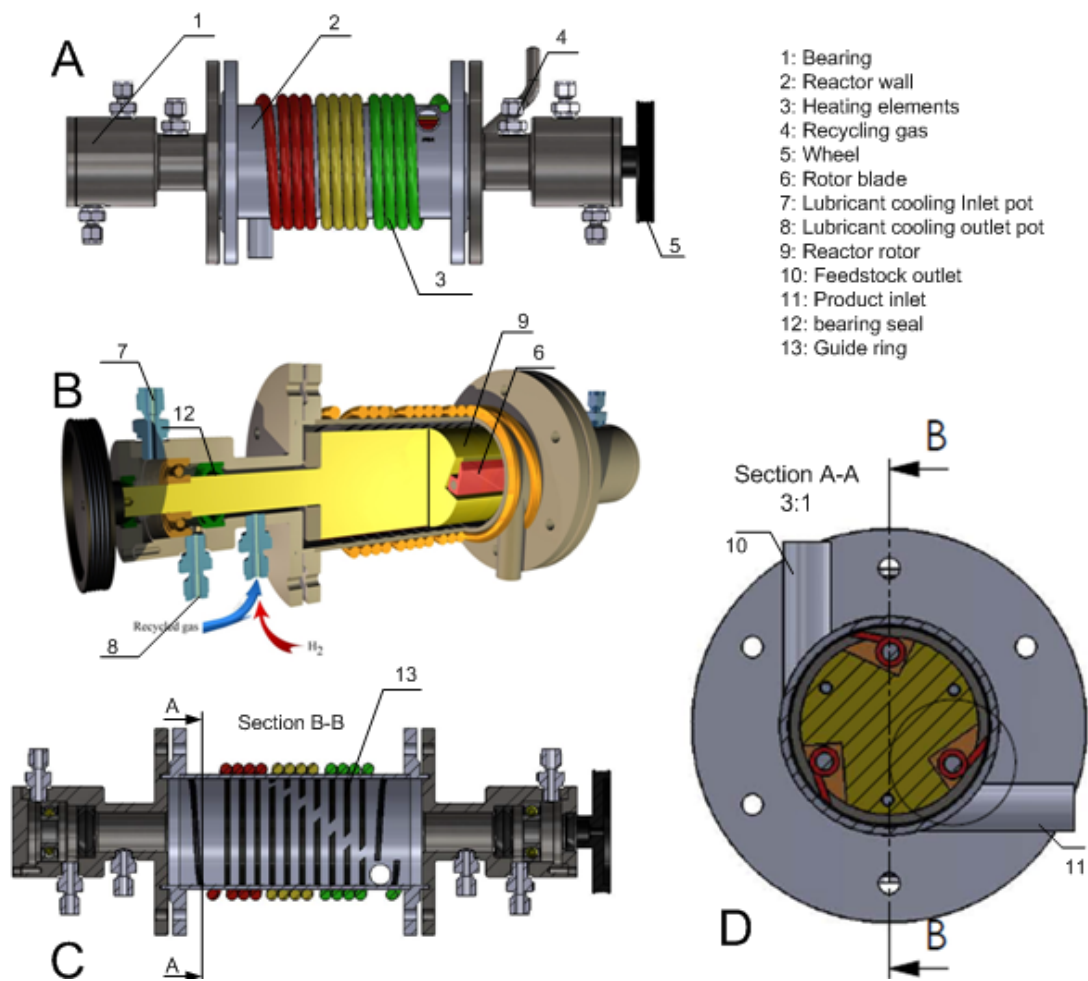 A
1
2
4
5
3
1: Bearing
2: Reactor wall
3: Heating elements
4: Recycling gas
5: Wheel
6: Rotor blade
7: Lubricant cooling Inlet pot
8: Lubricant cooling outlet pot
9: Reactor rotor
10: Feedstock outlet
11: Product inlet
12: bearing seal
13: Guide ring
B
7
12
9
6
8
Recycled gas
H2
C
A
Section B-B
13
A
D
B
Section A-A
3:1
10
11
B